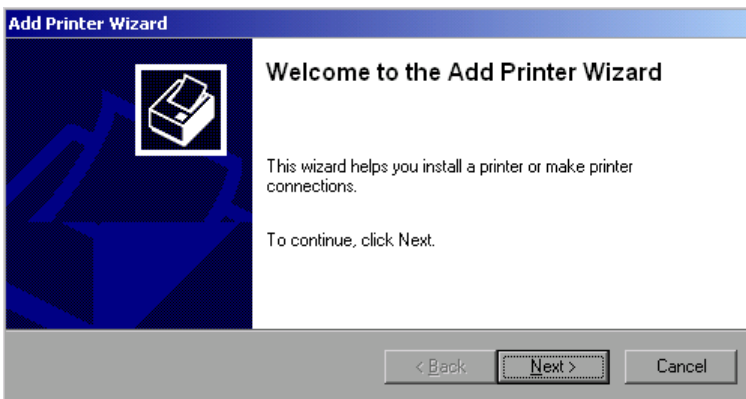 Add Printer Wizard
Welcome to the Add Printer Wizard
This wizard helps you install a printer or make printer
connections.
To continue, click Next.
< Back
Next >
Cancel